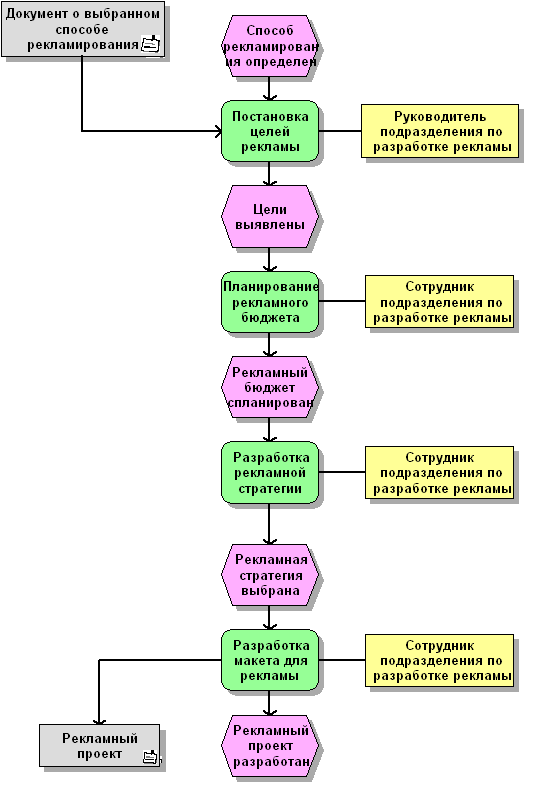 Документ о выбранном
способе
рекламирования
Способ
рекламирован
ия определен
Постановка
целей
рекламы
Руководитель
подразделения по
разработке рекламы
Цели
выявлены
Планирование
рекламного
бюджета
Сотрудник
подразделения по
разработке рекламы
Рекламный
бюджет
спланирован
Разработка
рекламной
стратегии
Сотрудник
подразделения по
разработке рекламы
Рекламная
стратегия
выбрана
Разработка
макета для
рекламы
Сотрудник
подразделения по
разработке рекламы
Рекламный
проект
Рекламный
проект
разработан